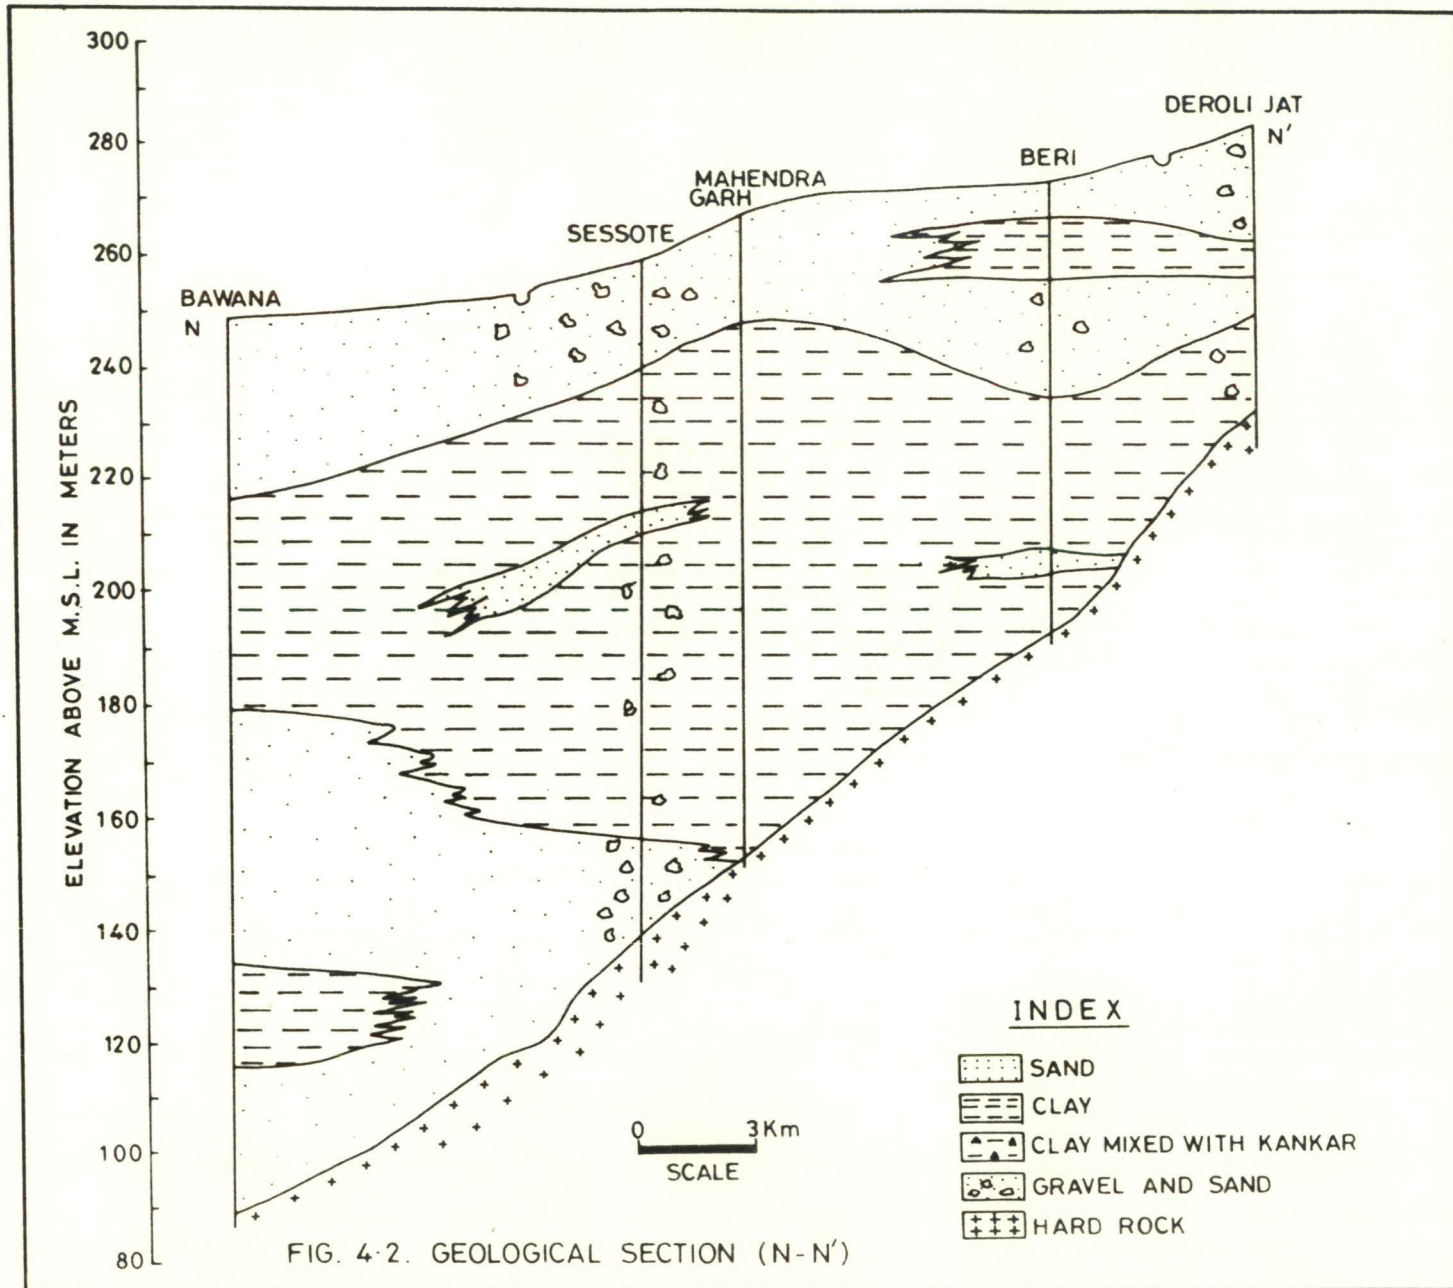 300
280
260
240
220
200
180
160
140
120
100
80
ELEVATION ABOVE M.S.L. IN METERS
DEROLI JAT
N'
BERI
MAHENDRA
GARH
SESSOTE
BAWANA
N
INDEX
SAND
CLAY
CLAY MIXED WITH KANKAR
GRAVEL AND SAND
HARD ROCK
0 3Km
SCALE
FIG. 4.2. GEOLOGICAL SECTION (N-N')